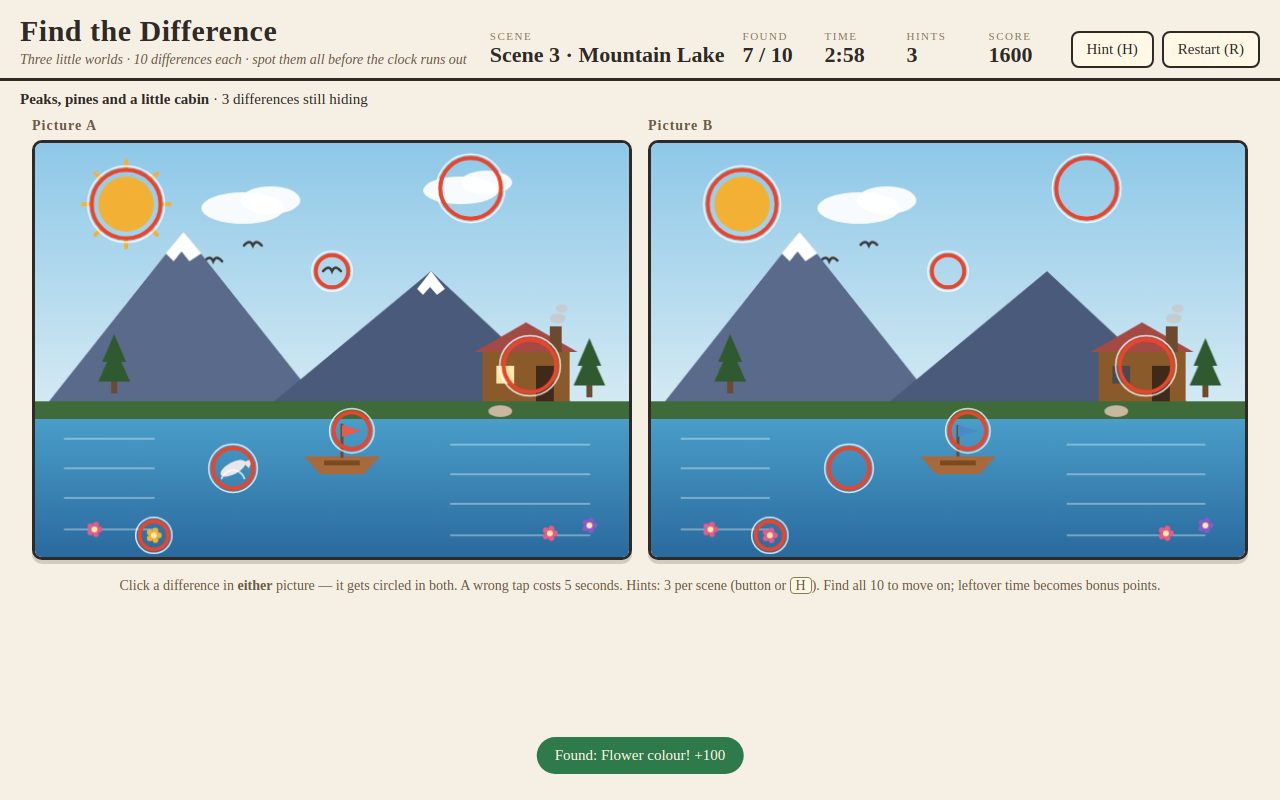 Find the Difference
Three little worlds · 10 differences each · spot them all before the clock runs out
SCENE
Scene 3 · Mountain Lake
FOUND
7 / 10
TIME
2:58
HINTS
3
SCORE
1600
Hint (H)
Restart (R)
Peaks, pines and a little cabin · 3 differences still hiding
Picture A
Picture B
Click a difference in either picture — it gets circled in both. A wrong tap costs 5 seconds. Hints: 3 per scene (button or H). Find all 10 to move on; leftover time becomes bonus points.
Found: Flower colour! +100